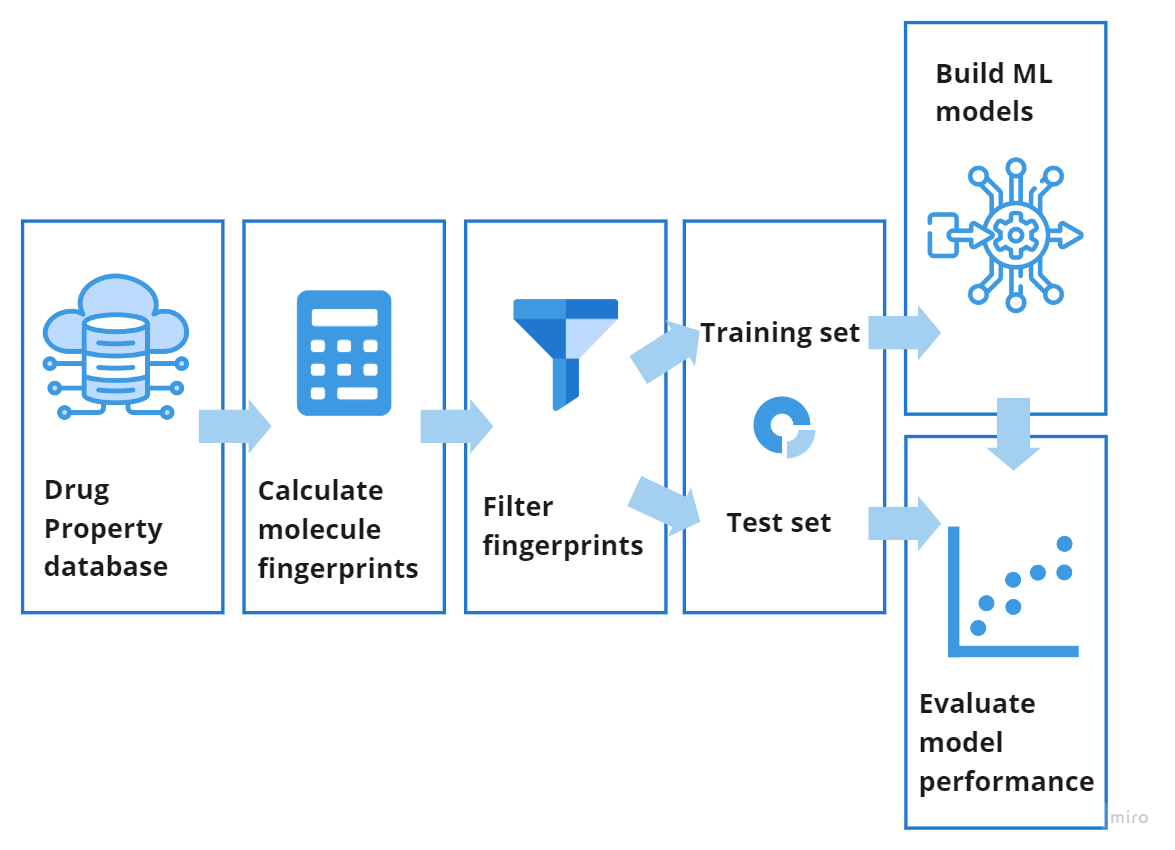 Build ML
models
Drug
Property
database
Calculate
molecule
fingerprints
Filter
fingerprints
Training set
Test set
Evaluate
model
performance
miro